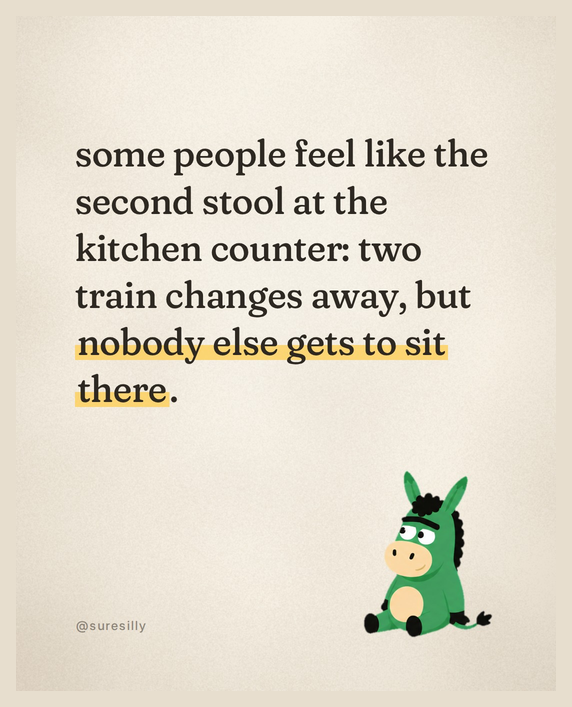 some people feel like the
second stool at the
kitchen counter: two
train changes away, but
nobody else gets to sit
there.
@suresilly